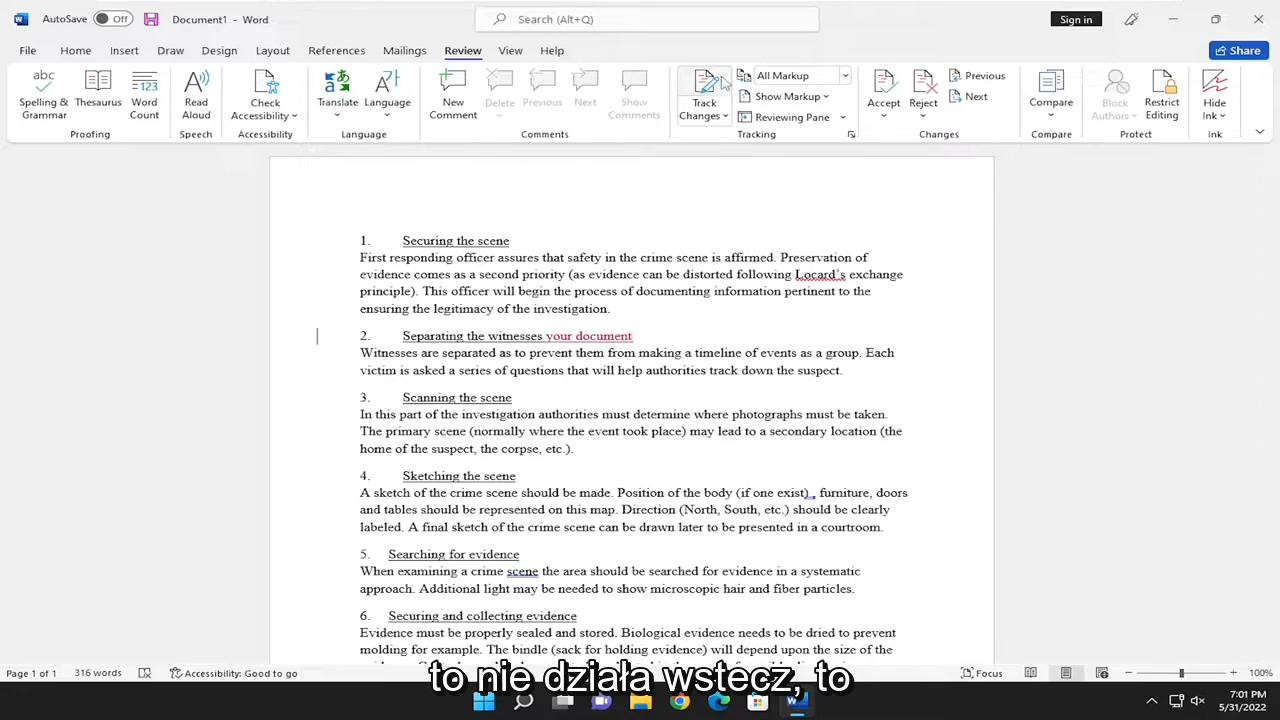 AutoSave Off Document1 - Word Search (Alt+Q) Sign in
File Home Insert Draw Design Layout References Mailings Review View Help Share
abc Spelling & Grammar
Thesaurus
123 Word Count
Proofing
Read Aloud
Speech
Check Accessibility
Accessibility
Translate
Language
Language
New Comment
Delete
Previous
Next
Show Comments
Comments
Track Changes
All Markup
Show Markup
Reviewing Pane
Tracking
Accept
Reject
Previous
Next
Changes
Compare
Compare
Block Authors
Restrict Editing
Protect
Hide Ink
Ink
1. Securing the scene
First responding officer assures that safety in the crime scene is affirmed. Preservation of
evidence comes as a second priority (as evidence can be distorted following Locard's exchange
principle). This officer will begin the process of documenting information pertinent to the
ensuring the legitimacy of the investigation.
2. Separating the witnesses your document
Witnesses are separated as to prevent them from making a timeline of events as a group. Each
victim is asked a series of questions that will help authorities track down the suspect.
3. Scanning the scene
In this part of the investigation authorities must determine where photographs must be taken.
The primary scene (normally where the event took place) may lead to a secondary location (the
home of the suspect, the corpse, etc.).
4. Sketching the scene
A sketch of the crime scene should be made. Position of the body (if one exist) , furniture, doors
and tables should be represented on this map. Direction (North, South, etc.) should be clearly
labeled. A final sketch of the crime scene can be drawn later to be presented in a courtroom.
5. Searching for evidence
When examining a crime scene the area should be searched for evidence in a systematic
approach. Additional light may be needed to show microscopic hair and fiber particles.
6. Securing and collecting evidence
Evidence must be properly sealed and stored. Biological evidence needs to be dried to prevent
molding for example. The bindle (sack for holding evidence) will depend upon the size of the
Page 1 of 1 316 words Accessibility: Good to go Focus 100%
to nie działa wstecz, to
7:01 PM
5/31/2022